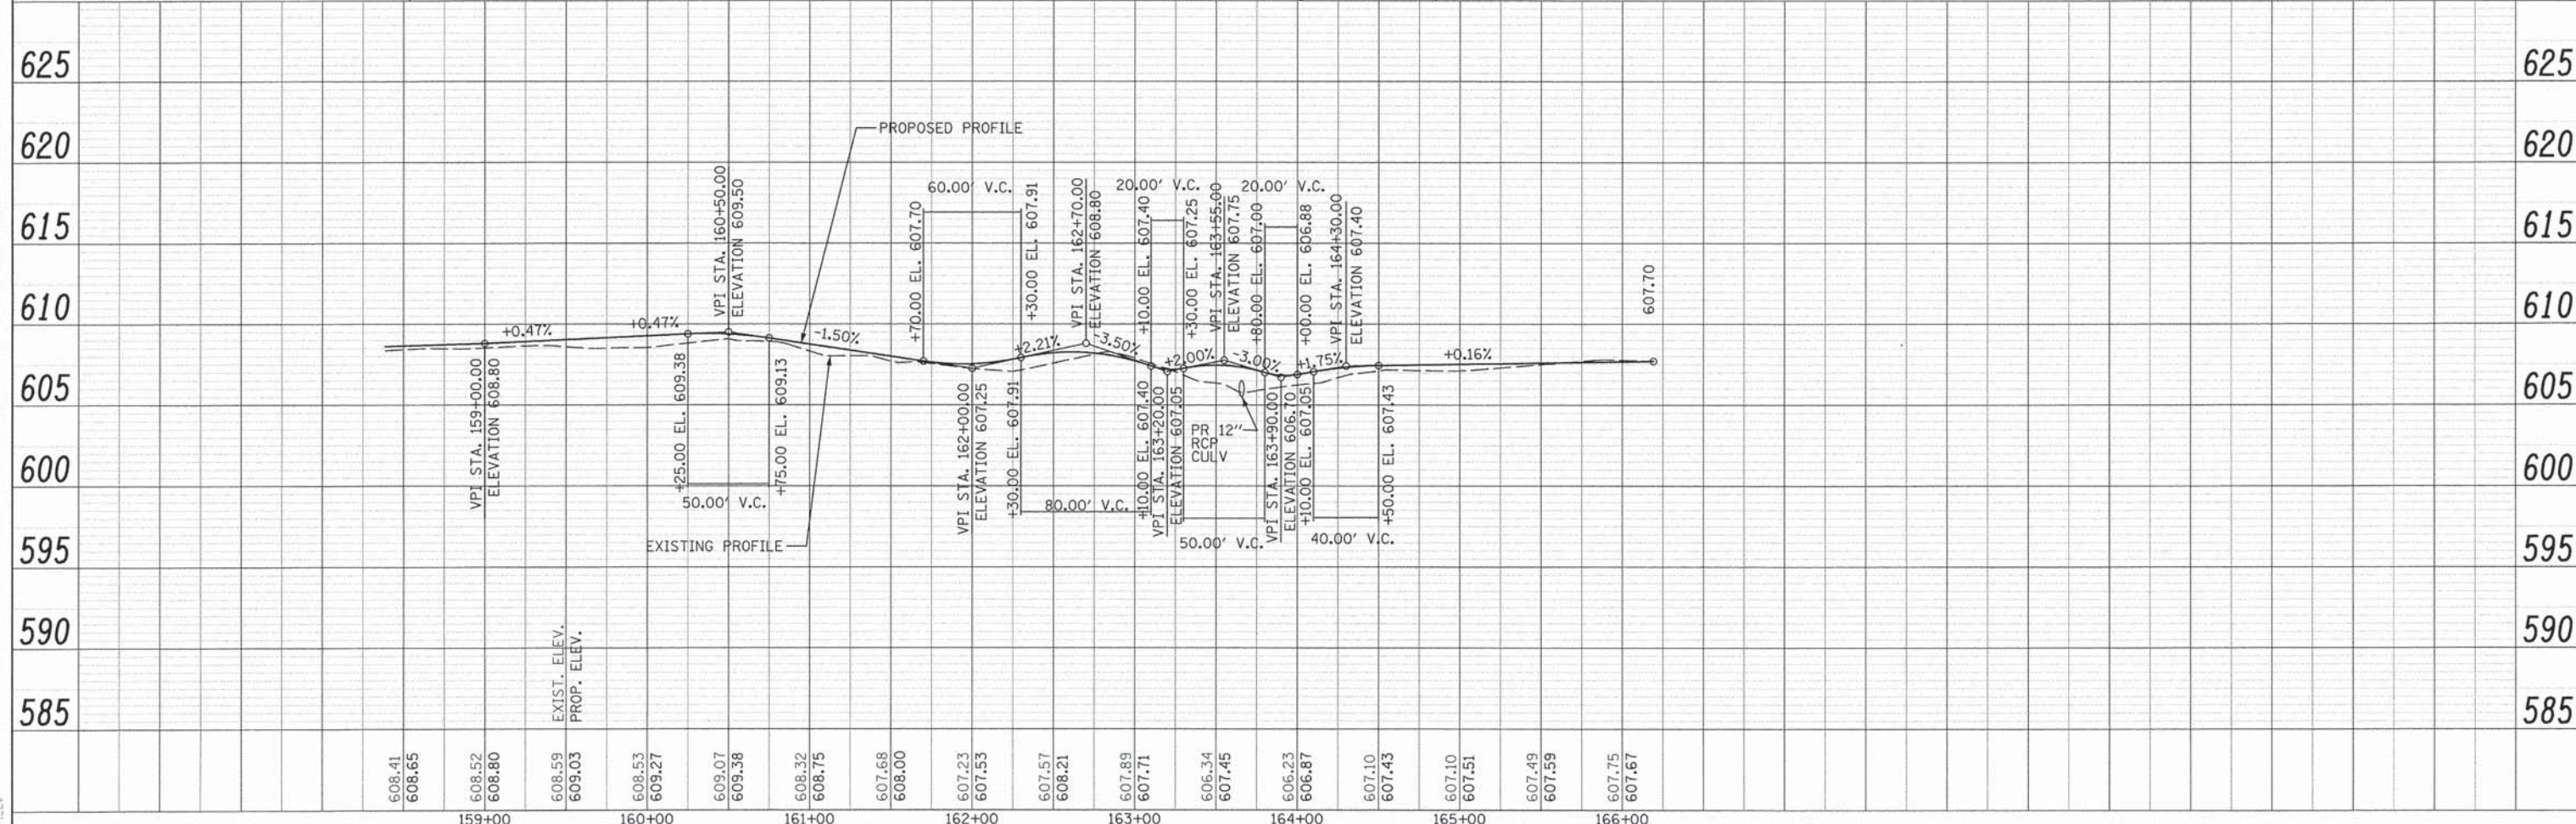 625
625
620
620
615
615
610
610
605
605
600
600
595
595
590
590
585
585
PROPOSED PROFILE
EXISTING PROFILE
+0.47%
VPI STA. 159+00.00
ELEVATION 608.80
+0.47%
+25.00 EL. 609.38
50.00' V.C.
VPI STA. 160+50.00
ELEVATION 609.50
+75.00 EL. 609.13
-1.50%
+70.00 EL. 607.70
60.00' V.C.
VPI STA. 162+00.00
ELEVATION 607.25
+30.00 EL. 607.91
+30.00 EL. 607.91
+2.21%
80.00' V.C.
VPI STA. 162+70.00
ELEVATION 608.80
-3.50%
+10.00 EL. 607.40
+10.00 EL. 607.40
20.00' V.C.
VPI STA. 163+20.00
ELEVATION 607.05
+30.00 EL. 607.25
+2.00%
PR 12"
RCP
CULV
50.00' V.C.
VPI STA. 163+55.00
ELEVATION 607.75
-3.00%
+80.00 EL. 607.00
20.00' V.C.
VPI STA. 163+90.00
ELEVATION 606.70
+00.00 EL. 606.88
+10.00 EL. 607.05
+1.75%
40.00' V.C.
VPI STA. 164+30.00
ELEVATION 607.40
+50.00 EL. 607.43
+0.16%
607.70
EXIST. ELEV.
PROP. ELEV.
608.41
608.65
608.52
608.80
608.59
609.03
608.53
609.27
609.07
609.38
608.32
608.75
607.68
608.00
607.23
607.53
607.57
608.21
607.89
607.71
606.34
607.45
606.23
606.87
607.10
607.43
607.10
607.51
607.49
607.59
607.75
607.67
159+00
160+00
161+00
162+00
163+00
164+00
165+00
166+00